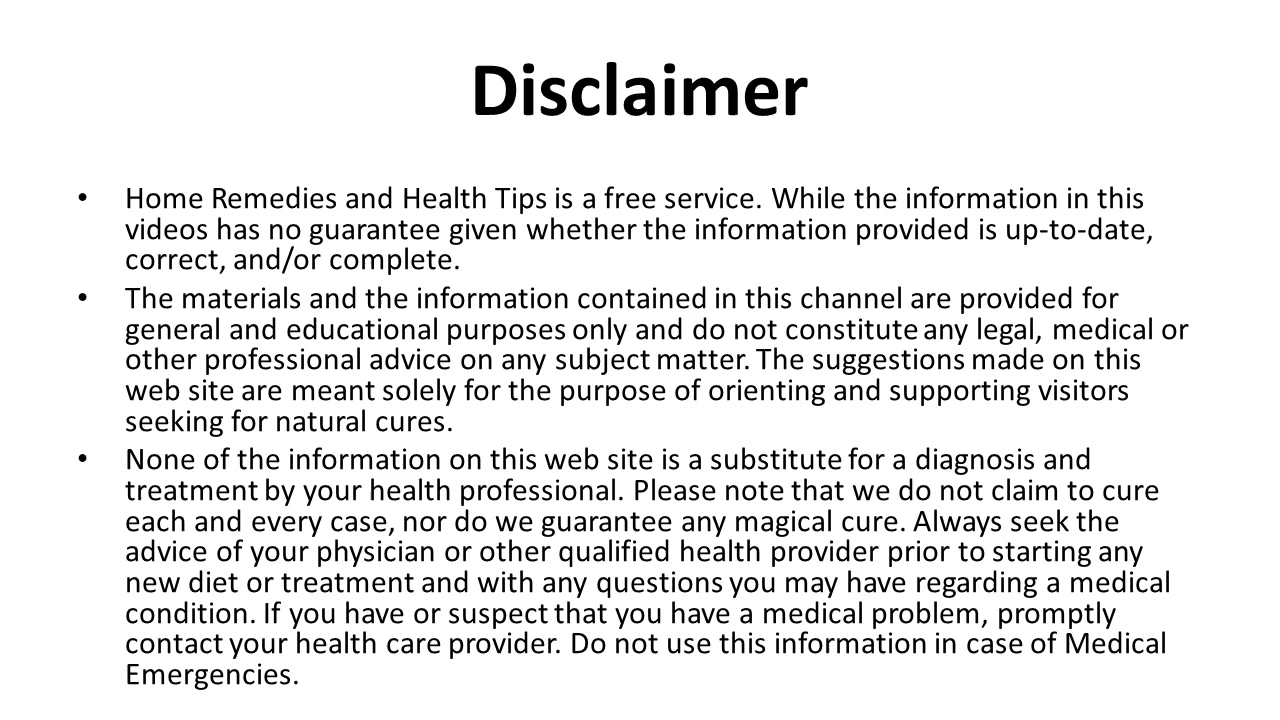 Disclaimer
• Home Remedies and Health Tips is a free service. While the information in this
videos has no guarantee given whether the information provided is up-to-date,
correct, and/or complete.
• The materials and the information contained in this channel are provided for
general and educational purposes only and do not constitute any legal, medical or
other professional advice on any subject matter. The suggestions made on this
web site are meant solely for the purpose of orienting and supporting visitors
seeking for natural cures.
• None of the information on this web site is a substitute for a diagnosis and
treatment by your health professional. Please note that we do not claim to cure
each and every case, nor do we guarantee any magical cure. Always seek the
advice of your physician or other qualified health provider prior to starting any
new diet or treatment and with any questions you may have regarding a medical
condition. If you have or suspect that you have a medical problem, promptly
contact your health care provider. Do not use this information in case of Medical
Emergencies.